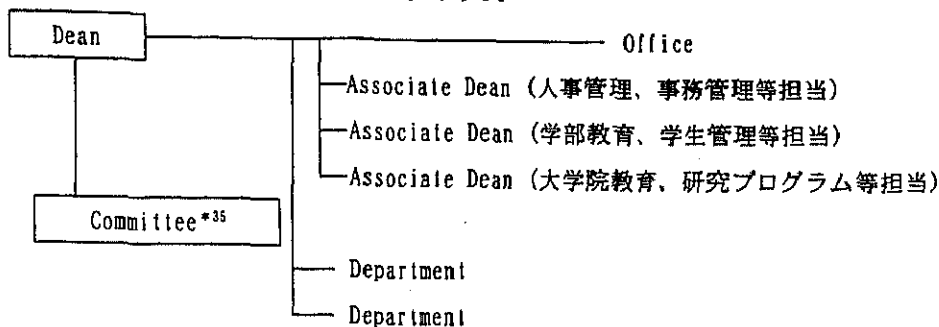 Dean
Office
Associate Dean (人事管理、事務管理等担当)
Associate Dean (学部教育、学生管理等担当)
Associate Dean (大学院教育、研究プログラム等担当)
Committee*35
Department
Department